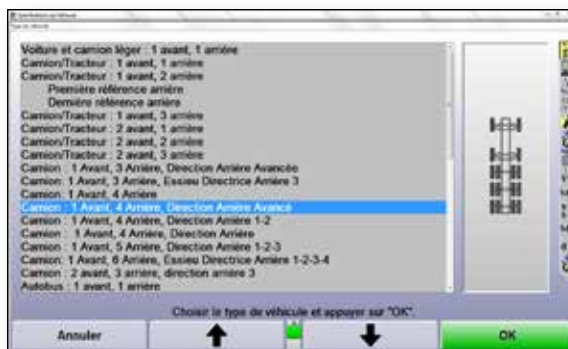 Spécifications du Véhicule
Type de véhicule
Voiture et camion léger : 1 avant, 1 arrière
Camion/Tracteur : 1 avant, 1 arrière
Camion/Tracteur : 1 avant, 2 arrière
Première référence arrière
Dernière référence arrière
Camion/Tracteur : 1 avant, 3 arrière
Camion/Tracteur : 2 avant, 1 arrière
Camion/Tracteur : 2 avant, 2 arrière
Camion/Tracteur : 2 avant, 3 arrière
Camion : 1 Avant, 3 Arrière, Direction Arrière Avancée
Camion: 1 Avant, 3 Arrière, Essieu Directrice Arrière 3
Camion: 1 Avant, 4 Arrière
Camion : 1 Avant, 4 Arrière, Direction Arrière Avancé
Camion : 1 Avant, 4 Arrière, Direction Arrière 1-2
Camion : 1 Avant, 4 Arrière, Direction Arrière
Camion : 1 Avant, 5 Arrière, Direction Arrière 1-2-3
Camion: 1 Avant, 6 Arrière, Essieu Directrice Arrière 1-2-3-4
Camion : 2 avant, 3 arrière, direction arrière 3
Autobus : 1 avant, 1 arrière
Choisir le type de véhicule et appuyer sur "OK".
Annuler
OK